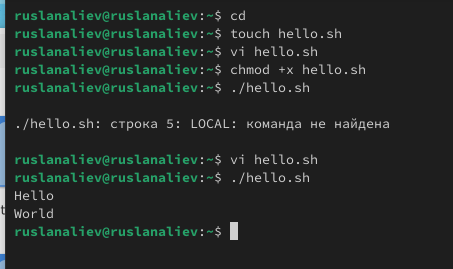 ruslanaliev@ruslanaliev:~$ cd
ruslanaliev@ruslanaliev:~$ touch hello.sh
ruslanaliev@ruslanaliev:~$ vi hello.sh
ruslanaliev@ruslanaliev:~$ chmod +x hello.sh
ruslanaliev@ruslanaliev:~$ ./hello.sh
./hello.sh: строка 5: LOCAL: команда не найдена
ruslanaliev@ruslanaliev:~$ vi hello.sh
ruslanaliev@ruslanaliev:~$ ./hello.sh
Hello
World
ruslanaliev@ruslanaliev:~$